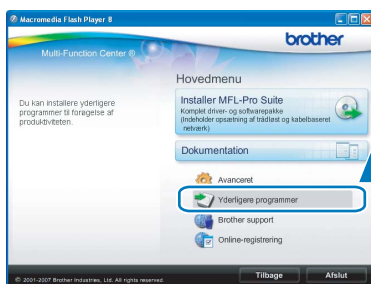 Macromedia Flash Player 8
brother
Multi-Function Center ®
Hovedmenu
Du kan installere yderligere
programmer til forøgelse af
produktiviteten.
Installer MFL-Pro Suite
Komplet driver- og softwarepakke
(Indeholder opsætning af trådløst og kabelbaseret
netværk)
Dokumentation
Avanceret
Yderligere programmer
Brother support
Online-registrering
© 2001-2007 Brother Industries, Ltd. All rights reserved.
Tilbage
Afslut